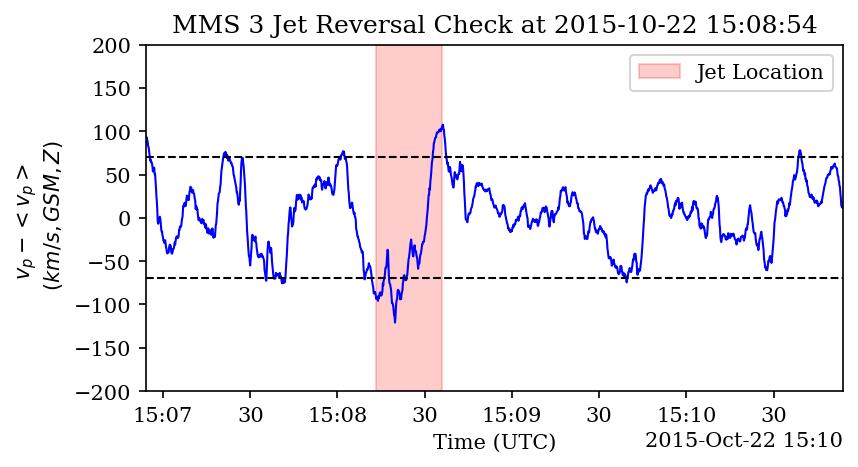 MMS 3 Jet Reversal Check at 2015-10-22 15:08:54
Jet Location
v_p − < v_p >
(km/s, GSM, Z)
200
150
100
50
0
−50
−100
−150
−200
15:07 30 15:08 30 15:09 30 15:10 30
Time (UTC)
2015-Oct-22 15:10